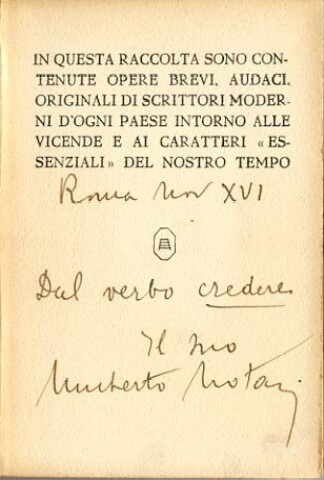 IN QUESTA RACCOLTA SONO CON-
TENUTE OPERE BREVI, AUDACI,
ORIGINALI DI SCRITTORI MODER-
NI D'OGNI PAESE INTORNO ALLE
VICENDE E AI CARATTERI «ES-
SENZIALI» DEL NOSTRO TEMPO
Roma Nov XVI
Dal verbo credere
Il tuo
Umberto Notari